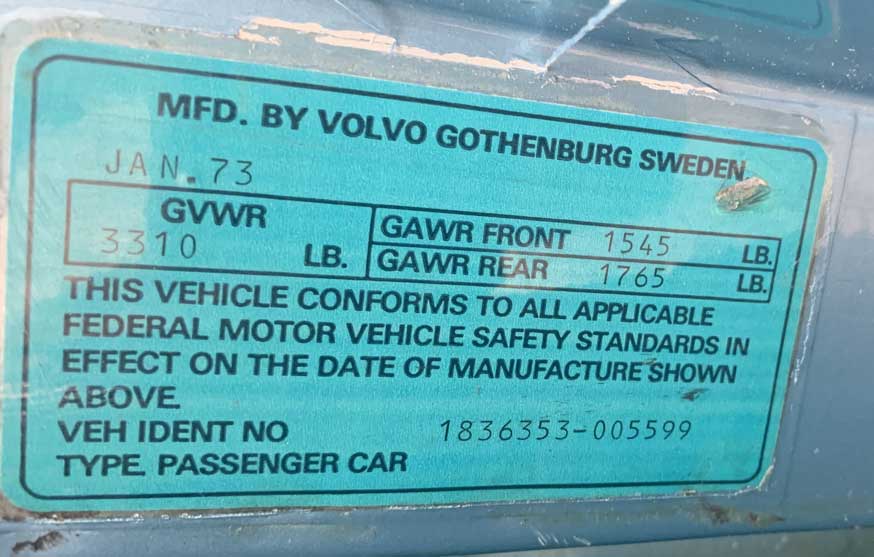 MFD. BY VOLVO GOTHENBURG SWEDEN
JAN. 73
GVWR
3310 LB.
GAWR FRONT 1545 LB.
GAWR REAR 1765 LB.
THIS VEHICLE CONFORMS TO ALL APPLICABLE
FEDERAL MOTOR VEHICLE SAFETY STANDARDS IN
EFFECT ON THE DATE OF MANUFACTURE SHOWN
ABOVE.
VEH IDENT NO 1836353-005599
TYPE. PASSENGER CAR